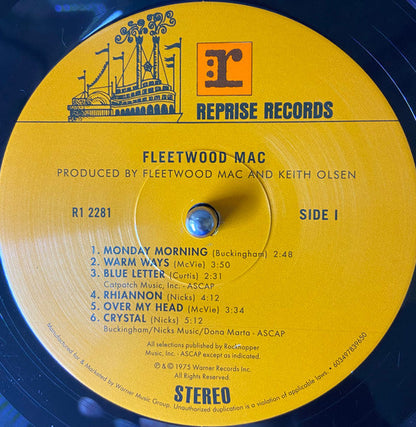 r
REPRISE RECORDS
FLEETWOOD MAC
PRODUCED BY FLEETWOOD MAC AND KEITH OLSEN
R1 2281 SIDE I
1. MONDAY MORNING (Buckingham) 2:48
2. WARM WAYS (McVie) 3:50
3. BLUE LETTER (Curtis) 2:31
Catpatch Music, Inc. - ASCAP
4. RHIANNON (Nicks) 4:12
5. OVER MY HEAD (McVie) 3:34
6. CRYSTAL (Nicks) 5:12
Buckingham/Nicks Music/Dona Marta - ASCAP
All selections published by Rockhopper
Music, Inc. - ASCAP except as indicated.
℗ & © 1975 Warner Records Inc.
All Rights Reserved.
STEREO
Manufactured for & Marketed by Warner Music Group. Unauthorized duplication is a violation of applicable laws. • 603497839650